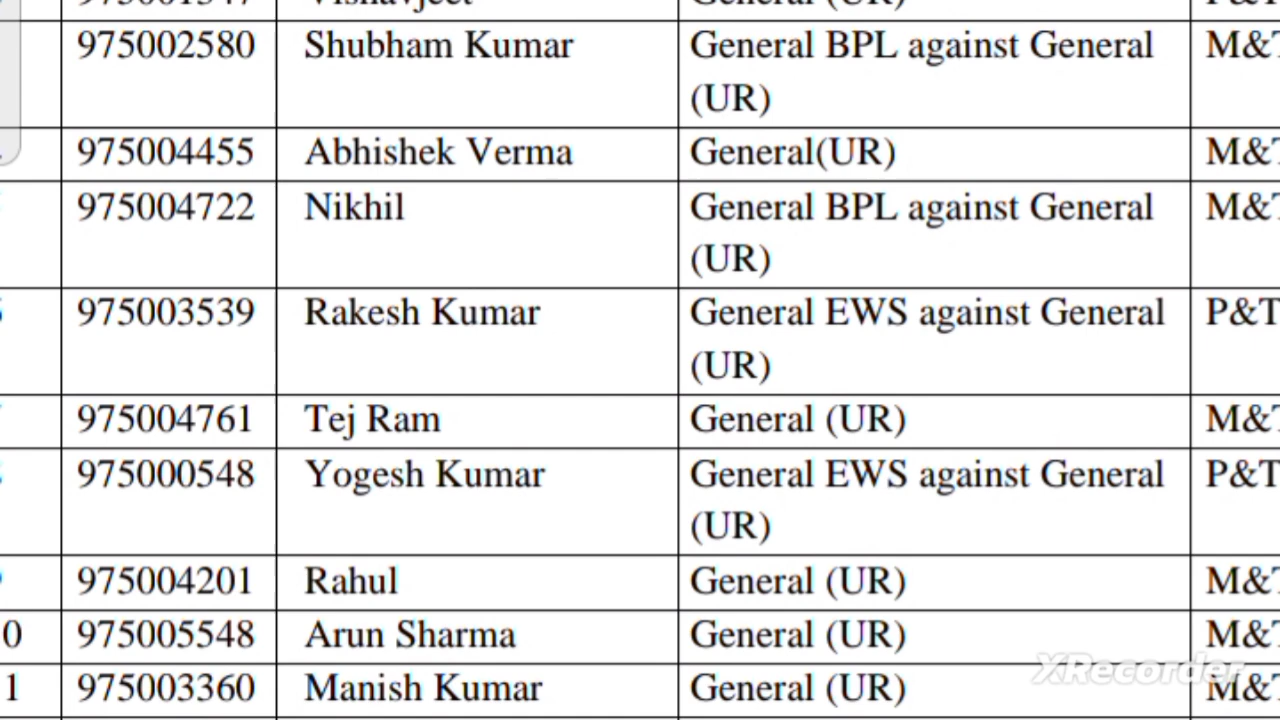 975002580 Shubham Kumar General BPL against General M&T
(UR)
975004455 Abhishek Verma General(UR) M&T
975004722 Nikhil General BPL against General M&T
(UR)
975003539 Rakesh Kumar General EWS against General P&T
(UR)
975004761 Tej Ram General (UR) M&T
975000548 Yogesh Kumar General EWS against General P&T
(UR)
975004201 Rahul General (UR) M&T
0 975005548 Arun Sharma General (UR) M&T
XRecorder
1 975003360 Manish Kumar General (UR) M&T